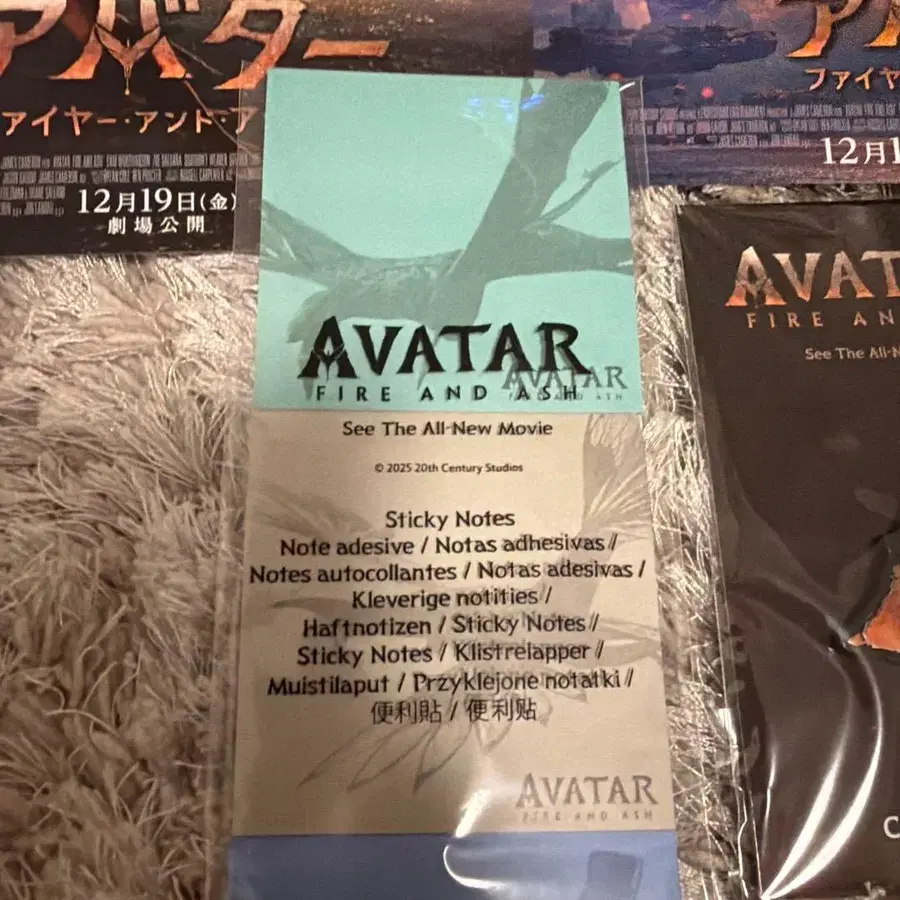 アバター
ァイヤー・アンド・ア
12月19日(金)
劇場公開
ファイヤ
12月1
AVATAR
FIRE AND ASH
AVATAR
FIRE AND ASH
See The All-New Movie
© 2025 20th Century Studios
Sticky Notes
Note adesive / Notas adhesivas /
Notes autocollantes / Notas adesivas /
Kleverige notities /
Haftnotizen / Sticky Notes /
Sticky Notes / Klistrelapper /
Muistilaput / Przyklejone notatki /
便利貼 / 便利贴
AVATAR
FIRE AND ASH
AVAT
FIRE AN
See The All-N
C